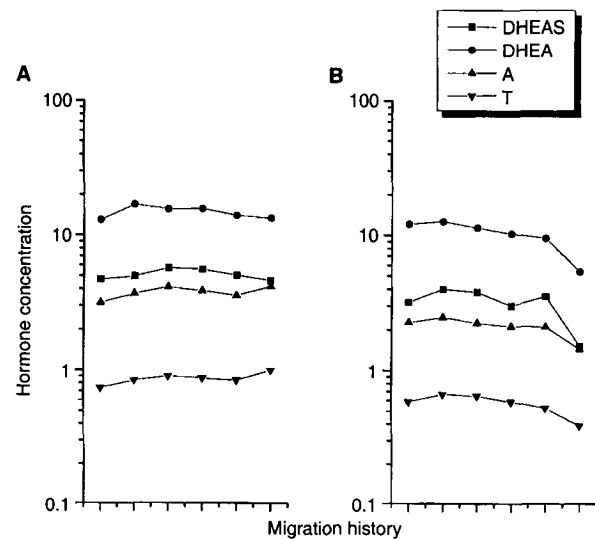 DHEAS
DHEA
A
T
A
B
100
10
1
0.1
100
10
1
0.1
Hormone concentration
Migration history